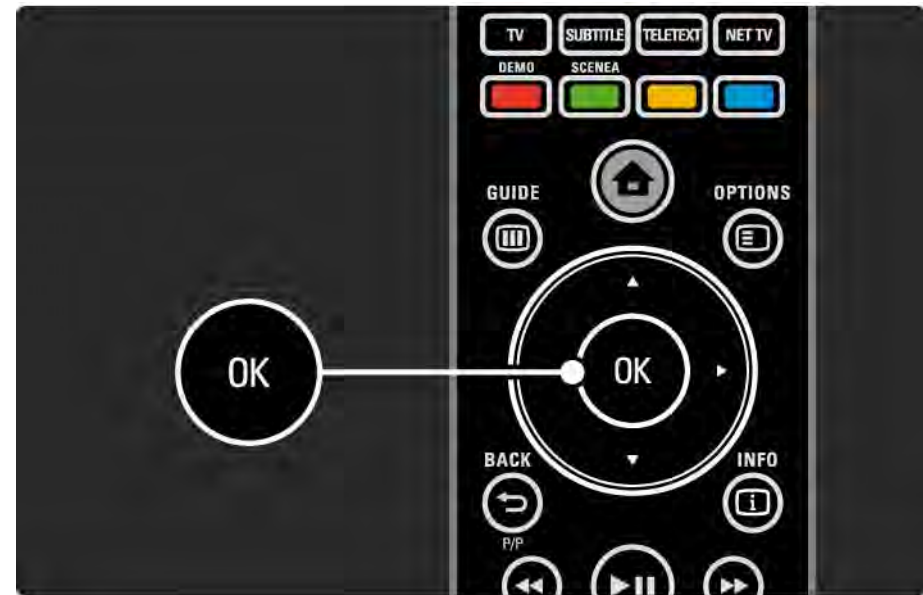 TV SUBTITLE TELETEXT NET TV
DEMO SCENEA
GUIDE OPTIONS
OK OK
BACK INFO
P/P